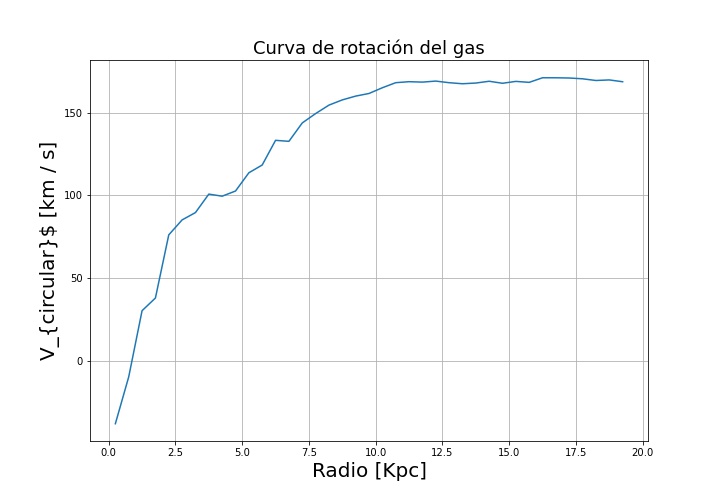 Curva de rotación del gas
V_{circular}$ [km / s]
150
100
50
0
0.0 2.5 5.0 7.5 10.0 12.5 15.0 17.5 20.0
Radio [Kpc]